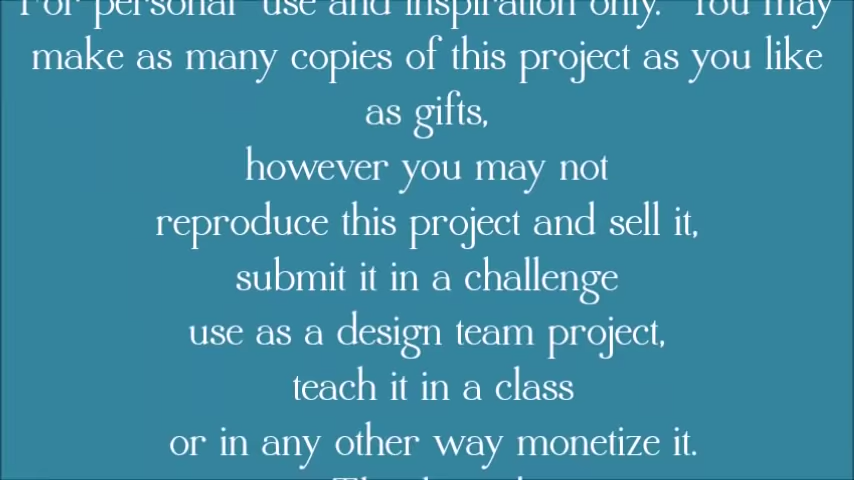 For personal use and inspiration only. You may
make as many copies of this project as you like
as gifts,
however you may not
reproduce this project and sell it,
submit it in a challenge
use as a design team project,
teach it in a class
or in any other way monetize it.